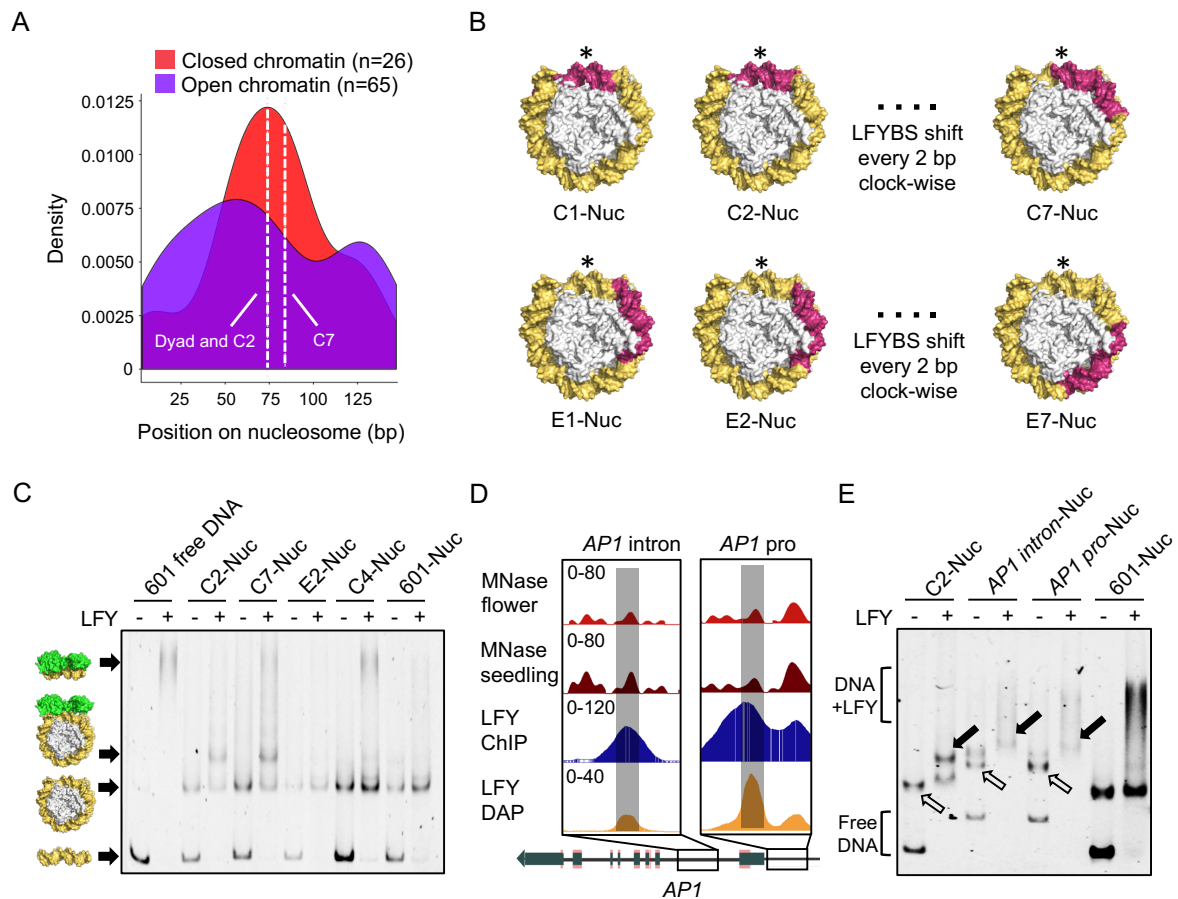 A
Closed chromatin (n=26)
Open chromatin (n=65)
0.0125
0.0100
0.0075
0.0050
0.0025
0
Density
Dyad and C2
C7
25
50
75
100
125
Position on nucleosome (bp)
B
*
*
*
C1-Nuc
C2-Nuc
LFYBS shift
every 2 bp
clock-wise
C7-Nuc
*
*
*
E1-Nuc
E2-Nuc
LFYBS shift
every 2 bp
clock-wise
E7-Nuc
C
601 free DNA
C2-Nuc
C7-Nuc
E2-Nuc
C4-Nuc
601-Nuc
LFY
- + - + - + - + - + - +
D
AP1 intron
AP1 pro
MNase
flower
0-80
MNase
seedling
0-80
LFY
ChIP
0-120
LFY
DAP
0-40
AP1
E
C2-Nuc
AP1 intron-Nuc
AP1 pro-Nuc
601-Nuc
LFY
- + - + - + - +
DNA
+LFY
Free
DNA